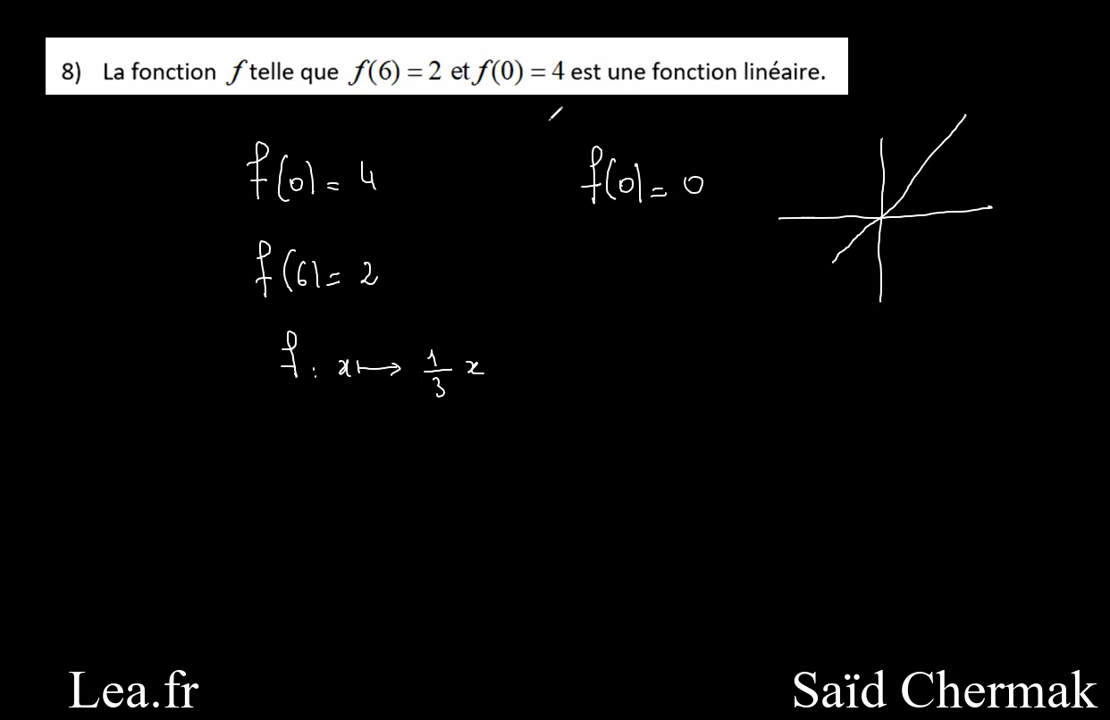 8) La fonction f telle que f(6) = 2 et f(0) = 4 est une fonction linéaire.
f(0) = 4
f(0) = 0
f(6) = 2
f : x ⟼ 1/3 x
Lea.fr
Saïd Chermak